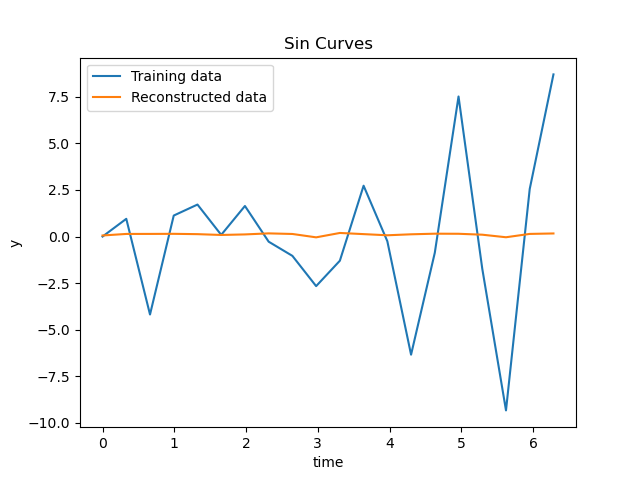 Sin Curves
Training data
Reconstructed data
7.5
5.0
2.5
0.0
−2.5
−5.0
−7.5
−10.0
y
0 1 2 3 4 5 6
time